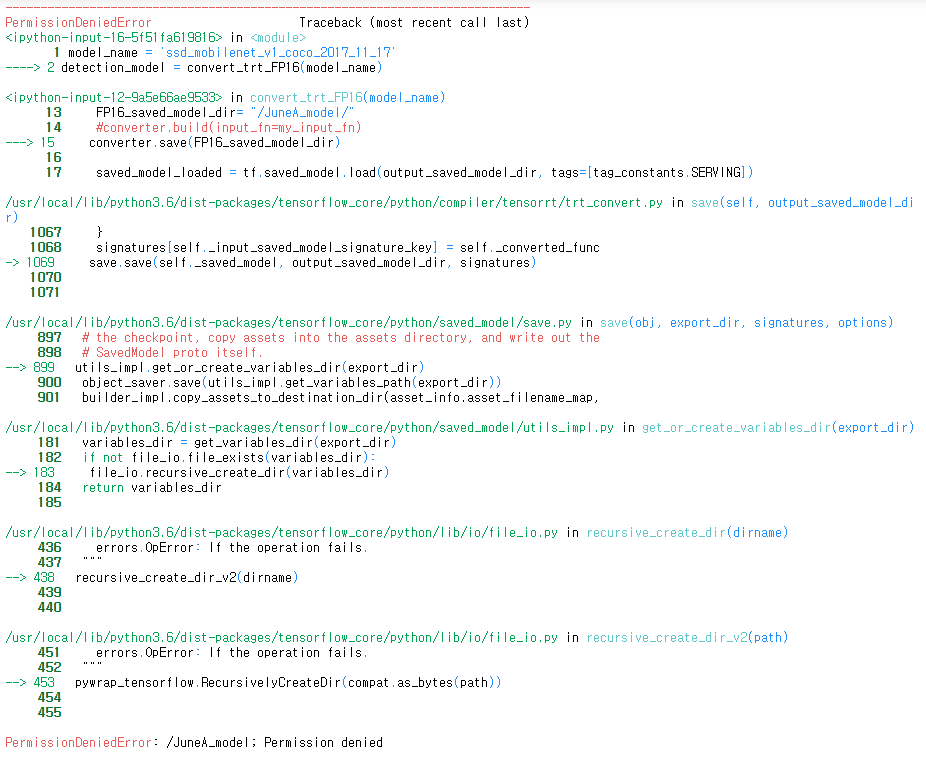 --------------------------------------------------------------------------
PermissionDeniedError Traceback (most recent call last)
<ipython-input-16-5f51fa619816> in <module>
1 model_name = 'ssd_mobilenet_v1_coco_2017_11_17'
----> 2 detection_model = convert_trt_FP16(model_name)
<ipython-input-12-9a5e66ae9533> in convert_trt_FP16(model_name)
13 FP16_saved_model_dir= "/JuneA_model/"
14 #converter.build(input_fn=my_input_fn)
---> 15 converter.save(FP16_saved_model_dir)
16
17 saved_model_loaded = tf.saved_model.load(output_saved_model_dir, tags=[tag_constants.SERVING])
/usr/local/lib/python3.6/dist-packages/tensorflow_core/python/compiler/tensorrt/trt_convert.py in save(self, output_saved_model_di
r)
1067 }
1068 signatures[self._input_saved_model_signature_key] = self._converted_func
-> 1069 save.save(self._saved_model, output_saved_model_dir, signatures)
1070
1071
/usr/local/lib/python3.6/dist-packages/tensorflow_core/python/saved_model/save.py in save(obj, export_dir, signatures, options)
897 # the checkpoint, copy assets into the assets directory, and write out the
898 # SavedModel proto itself.
--> 899 utils_impl.get_or_create_variables_dir(export_dir)
900 object_saver.save(utils_impl.get_variables_path(export_dir))
901 builder_impl.copy_assets_to_destination_dir(asset_info.asset_filename_map,
/usr/local/lib/python3.6/dist-packages/tensorflow_core/python/saved_model/utils_impl.py in get_or_create_variables_dir(export_dir)
181 variables_dir = get_variables_dir(export_dir)
182 if not file_io.file_exists(variables_dir):
--> 183 file_io.recursive_create_dir(variables_dir)
184 return variables_dir
185
/usr/local/lib/python3.6/dist-packages/tensorflow_core/python/lib/io/file_io.py in recursive_create_dir(dirname)
436 errors.OpError: If the operation fails.
437 """
--> 438 recursive_create_dir_v2(dirname)
439
440
/usr/local/lib/python3.6/dist-packages/tensorflow_core/python/lib/io/file_io.py in recursive_create_dir_v2(path)
451 errors.OpError: If the operation fails.
452 """
--> 453 pywrap_tensorflow.RecursivelyCreateDir(compat.as_bytes(path))
454
455
PermissionDeniedError: /JuneA_model; Permission denied